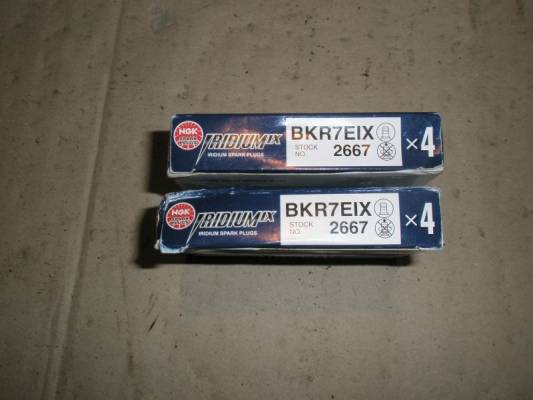 NGK
IRIDIUM IX
IRIDIUM SPARK PLUGS
BKR7EIX
STOCK NO. 2667
×4
NGK
IRIDIUM IX
IRIDIUM SPARK PLUGS
BKR7EIX
STOCK NO. 2667
×4